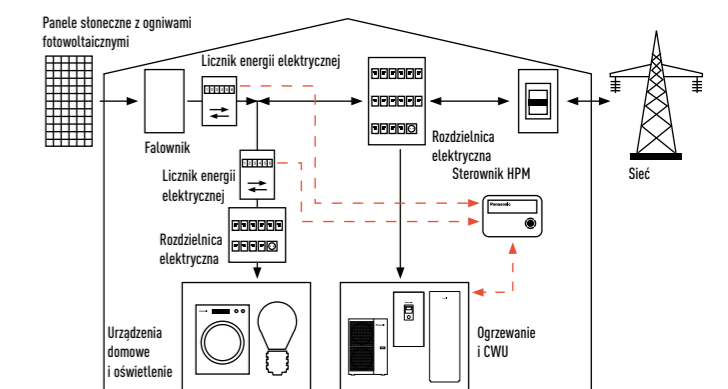 Panele słoneczne z ogniwami
fotowoltaicznymi
Licznik energii elektrycznej
Falownik
Rozdzielnica
elektryczna
Sterownik HPM
Sieć
Licznik energii
elektrycznej
Panasonic
Rozdzielnica
elektryczna
Urządzenia
domowe
i oświetlenie
Ogrzewanie
i CWU